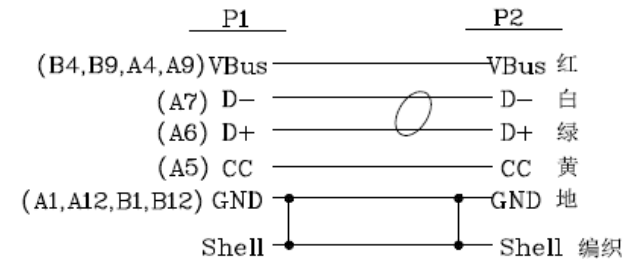 P1 P2
(B4,B9,A4,A9) VBus VBus 红
(A7) D- D- 白
(A6) D+ D+ 绿
(A5) CC CC 黄
(A1,A12,B1,B12) GND GND 地
Shell Shell 编织